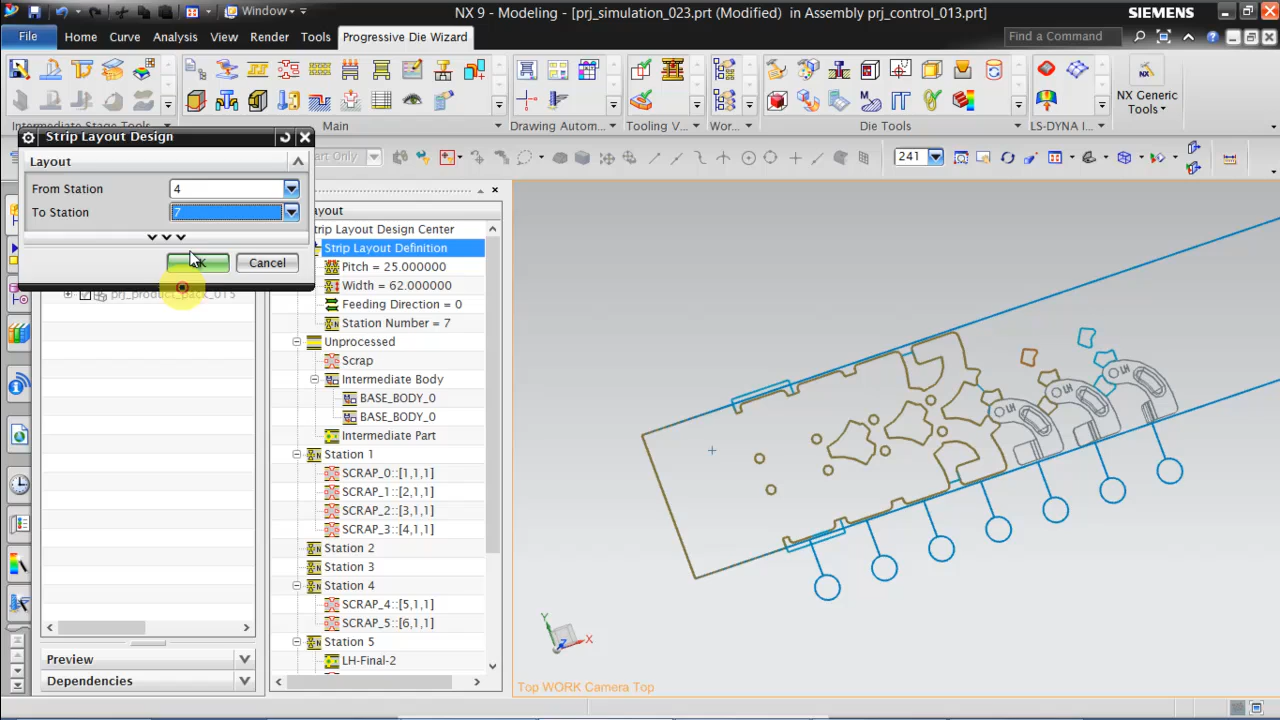 Window
NX 9 - Modeling - [prj_simulation_023.prt (Modified) in Assembly prj_control_013.prt]
SIEMENS
File
Home
Curve
Analysis
View
Render
Tools
Progressive Die Wizard
Find a Command
NX Generic
Tools
Intermediate Stage Tools
Main
Drawing Autom...
Tooling V...
Wor...
Die Tools
LS-DYNA I...
Strip Layout Design
Part Only
241
Layout
From Station
4
To Station
7
Cancel
prj_product_pack_015
Preview
Dependencies
Strip Layout Design Center
Strip Layout Definition
Pitch = 25.000000
Width = 62.000000
Feeding Direction = 0
Station Number = 7
Unprocessed
Scrap
Intermediate Body
BASE_BODY_0
BASE_BODY_0
Intermediate Part
Station 1
SCRAP_0::[1,1,1]
SCRAP_1::[2,1,1]
SCRAP_2::[3,1,1]
SCRAP_3::[4,1,1]
Station 2
Station 3
Station 4
SCRAP_4::[5,1,1]
SCRAP_5::[6,1,1]
Station 5
LH-Final-2
LH
LH
LH
Y
X
Z
Top WORK Camera Top